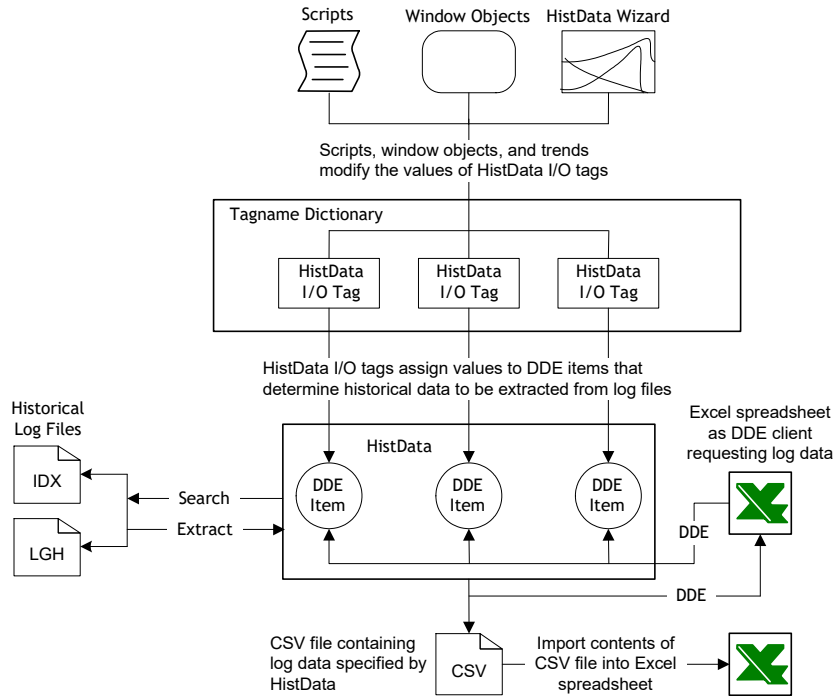 Scripts
Window Objects
HistData Wizard
Scripts, window objects, and trends
modify the values of HistData I/O tags
Tagname Dictionary
HistData
I/O Tag
HistData
I/O Tag
HistData
I/O Tag
HistData I/O tags assign values to DDE items that
determine historical data to be extracted from log files
Historical
Log Files
IDX
LGH
Search
Extract
HistData
DDE
Item
DDE
Item
DDE
Item
Excel spreadsheet
as DDE client
requesting log data
DDE
DDE
CSV file containing
log data specified by
HistData
CSV
Import contents of
CSV file into Excel
spreadsheet